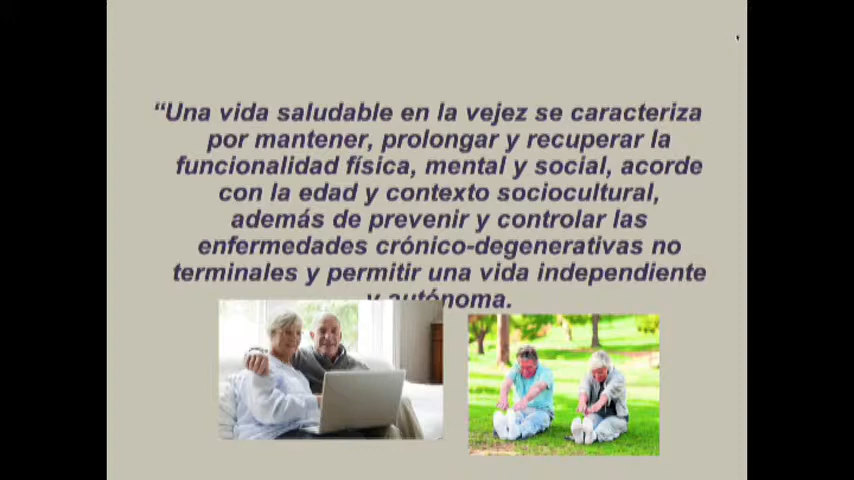 “Una vida saludable en la vejez se caracteriza
por mantener, prolongar y recuperar la
funcionalidad física, mental y social, acorde
con la edad y contexto sociocultural,
además de prevenir y controlar las
enfermedades crónico-degenerativas no
terminales y permitir una vida independiente
y autónoma.